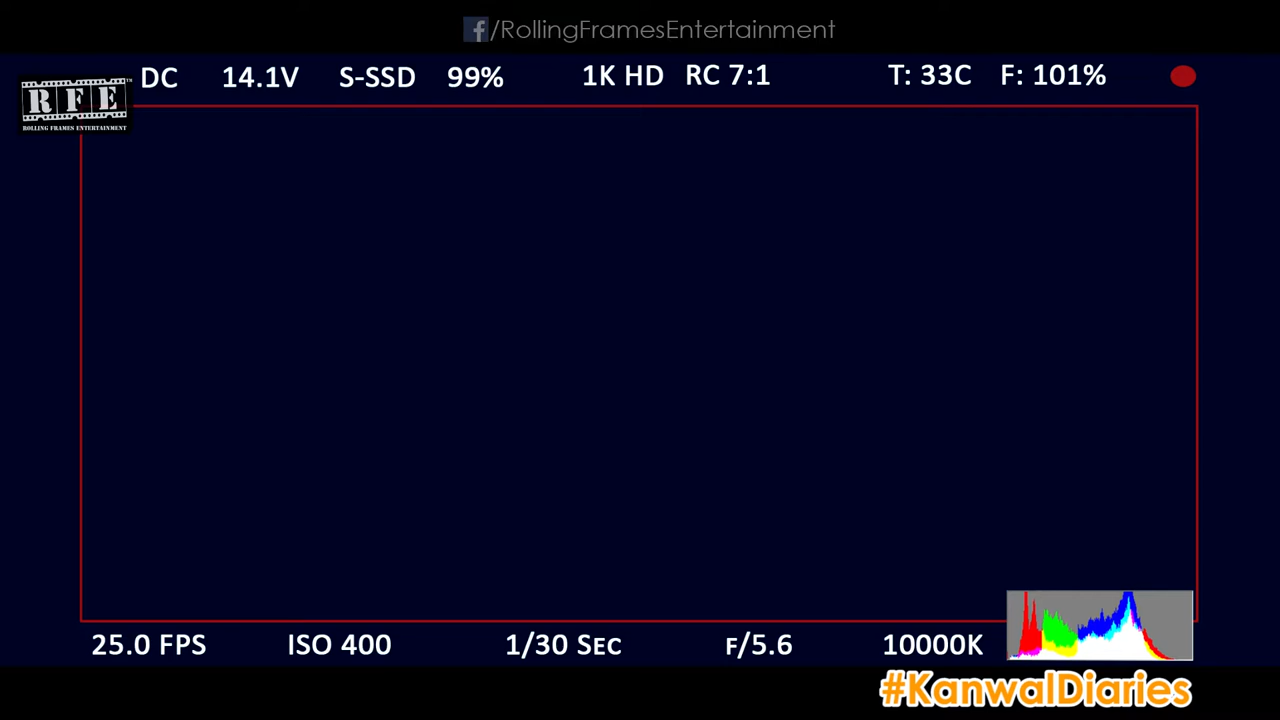 /RollingFramesEntertainment
DC 14.1V S-SSD 99% 1K HD RC 7:1 T: 33C F: 101%
RFE
ROLLING FRAMES ENTERTAINMENT
25.0 FPS ISO 400 1/30 SEC F/5.6 10000K
#KanwalDiaries